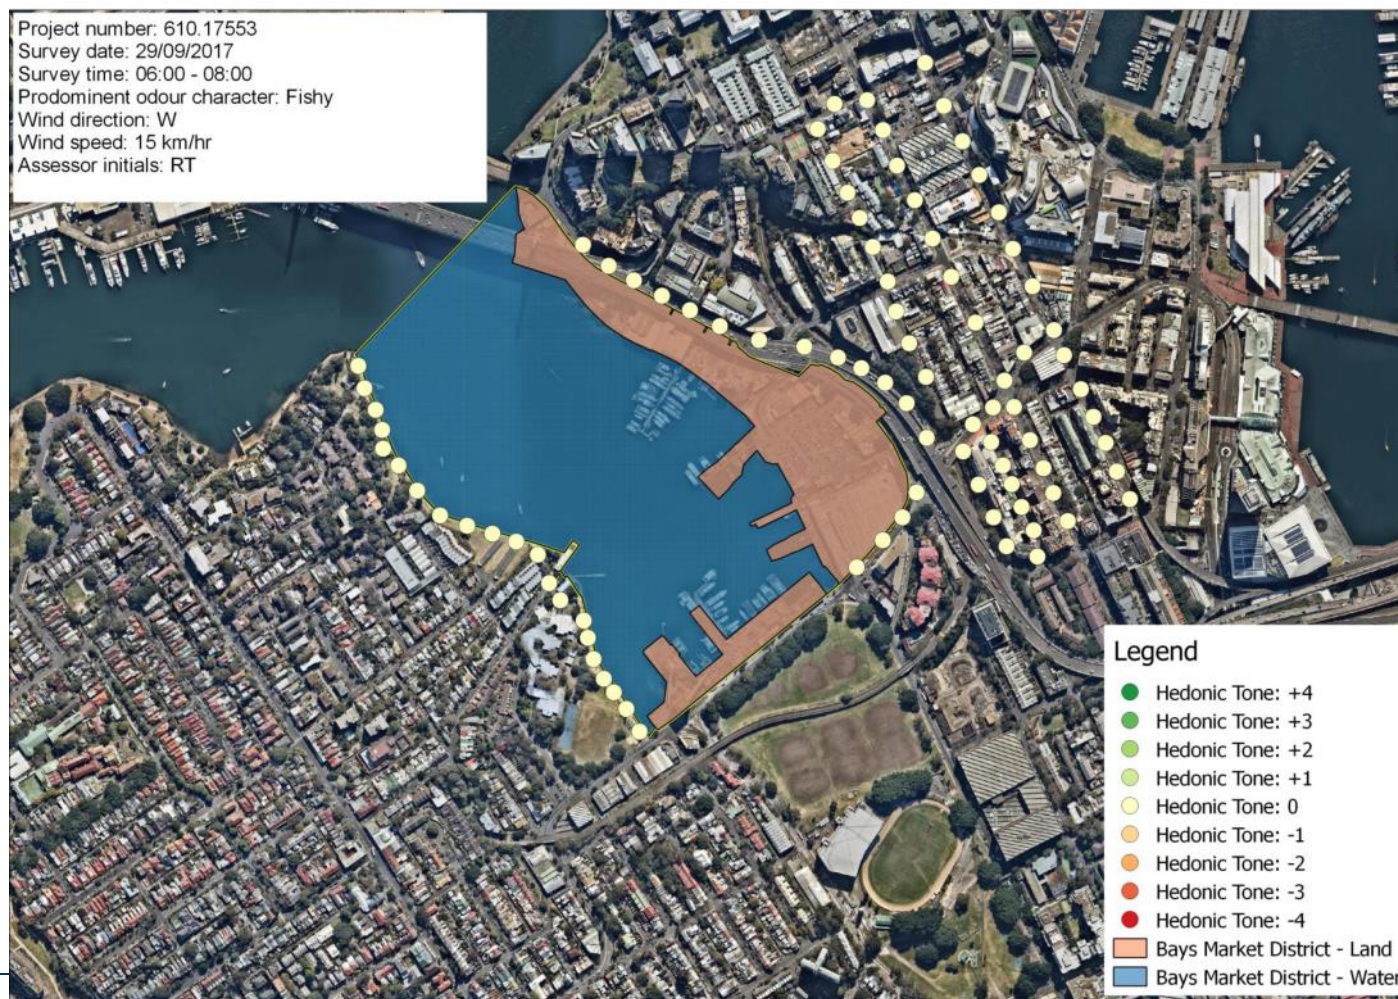 Project number: 610.17553
Survey date: 29/09/2017
Survey time: 06:00 - 08:00
Prodominent odour character: Fishy
Wind direction: W
Wind speed: 15 km/hr
Assessor initials: RT
Legend
Hedonic Tone: +4
Hedonic Tone: +3
Hedonic Tone: +2
Hedonic Tone: +1
Hedonic Tone: 0
Hedonic Tone: -1
Hedonic Tone: -2
Hedonic Tone: -3
Hedonic Tone: -4
Bays Market District - Land
Bays Market District - Water